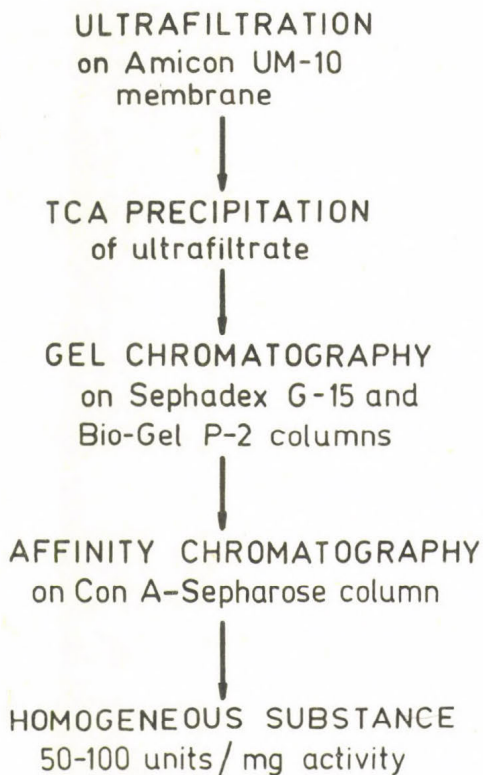 ULTRAFILTRATION
on Amicon UM-10
membrane
TCA PRECIPITATION
of ultrafiltrate
GEL CHROMATOGRAPHY
on Sephadex G-15 and
Bio-Gel P-2 columns
AFFINITY CHROMATOGRAPHY
on Con A-Sepharose column
HOMOGENEOUS SUBSTANCE
50-100 units/mg activity